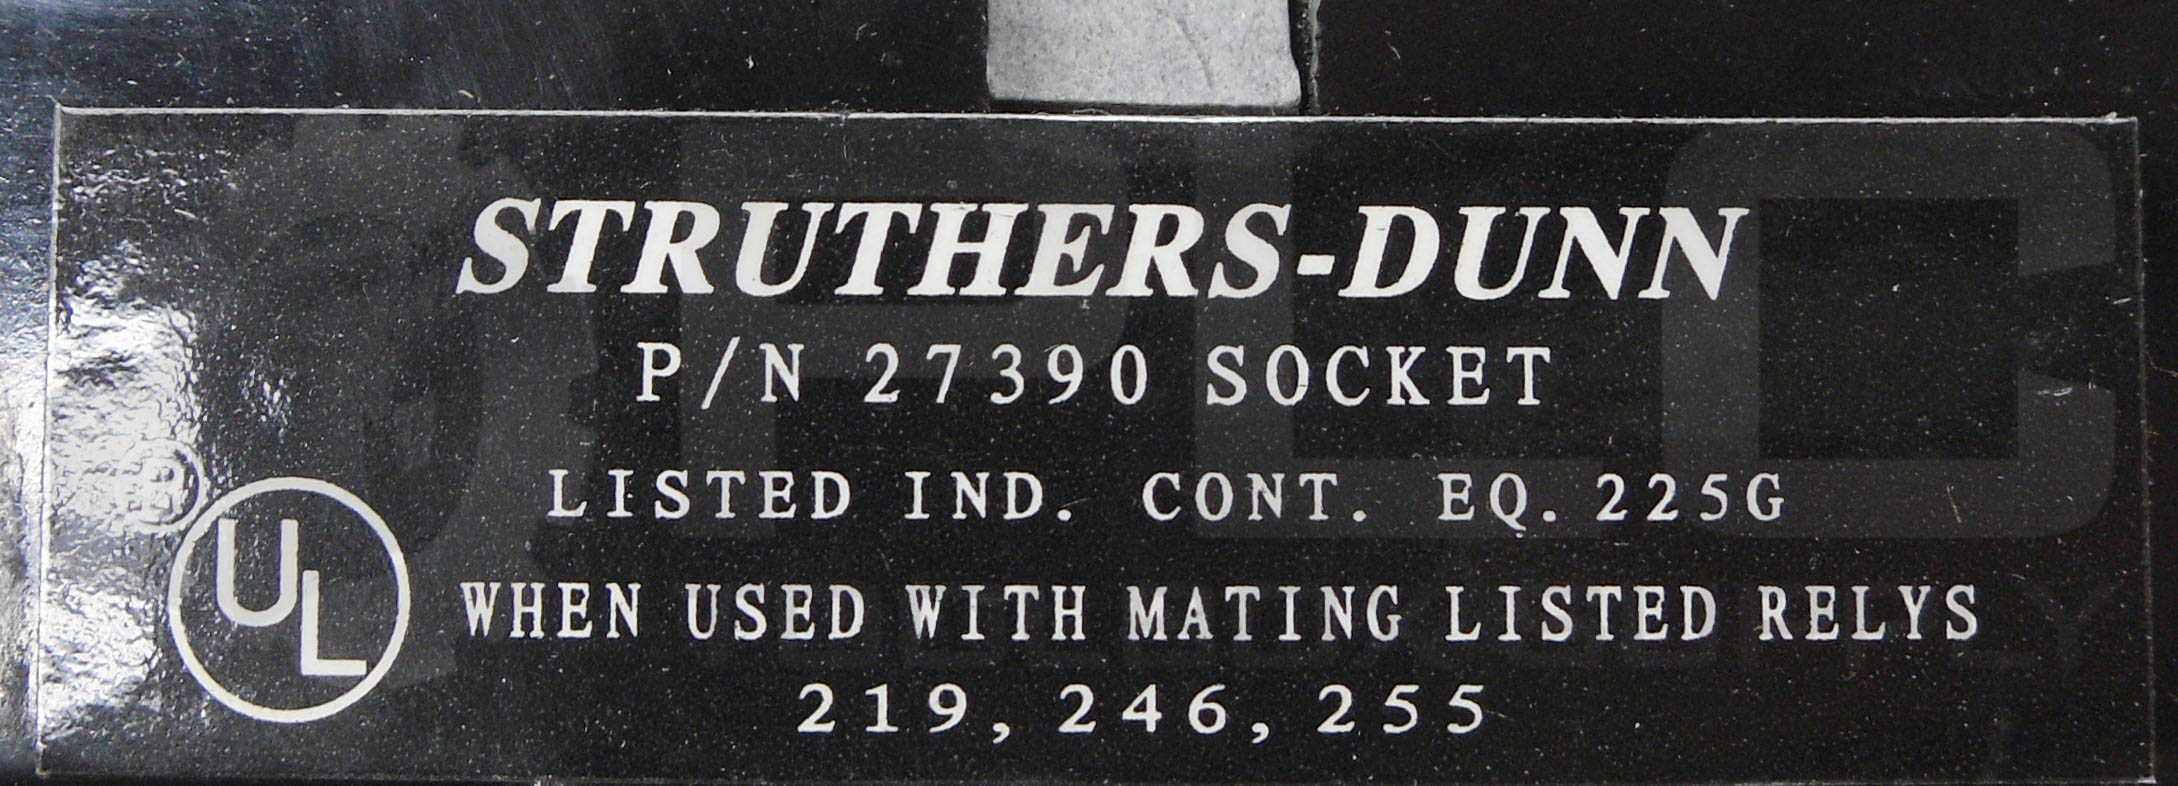 STRUTHERS-DUNN
P/N 27390 SOCKET
LISTED IND. CONT. EQ. 225G
UL
WHEN USED WITH MATING LISTED RELYS
219, 246, 255